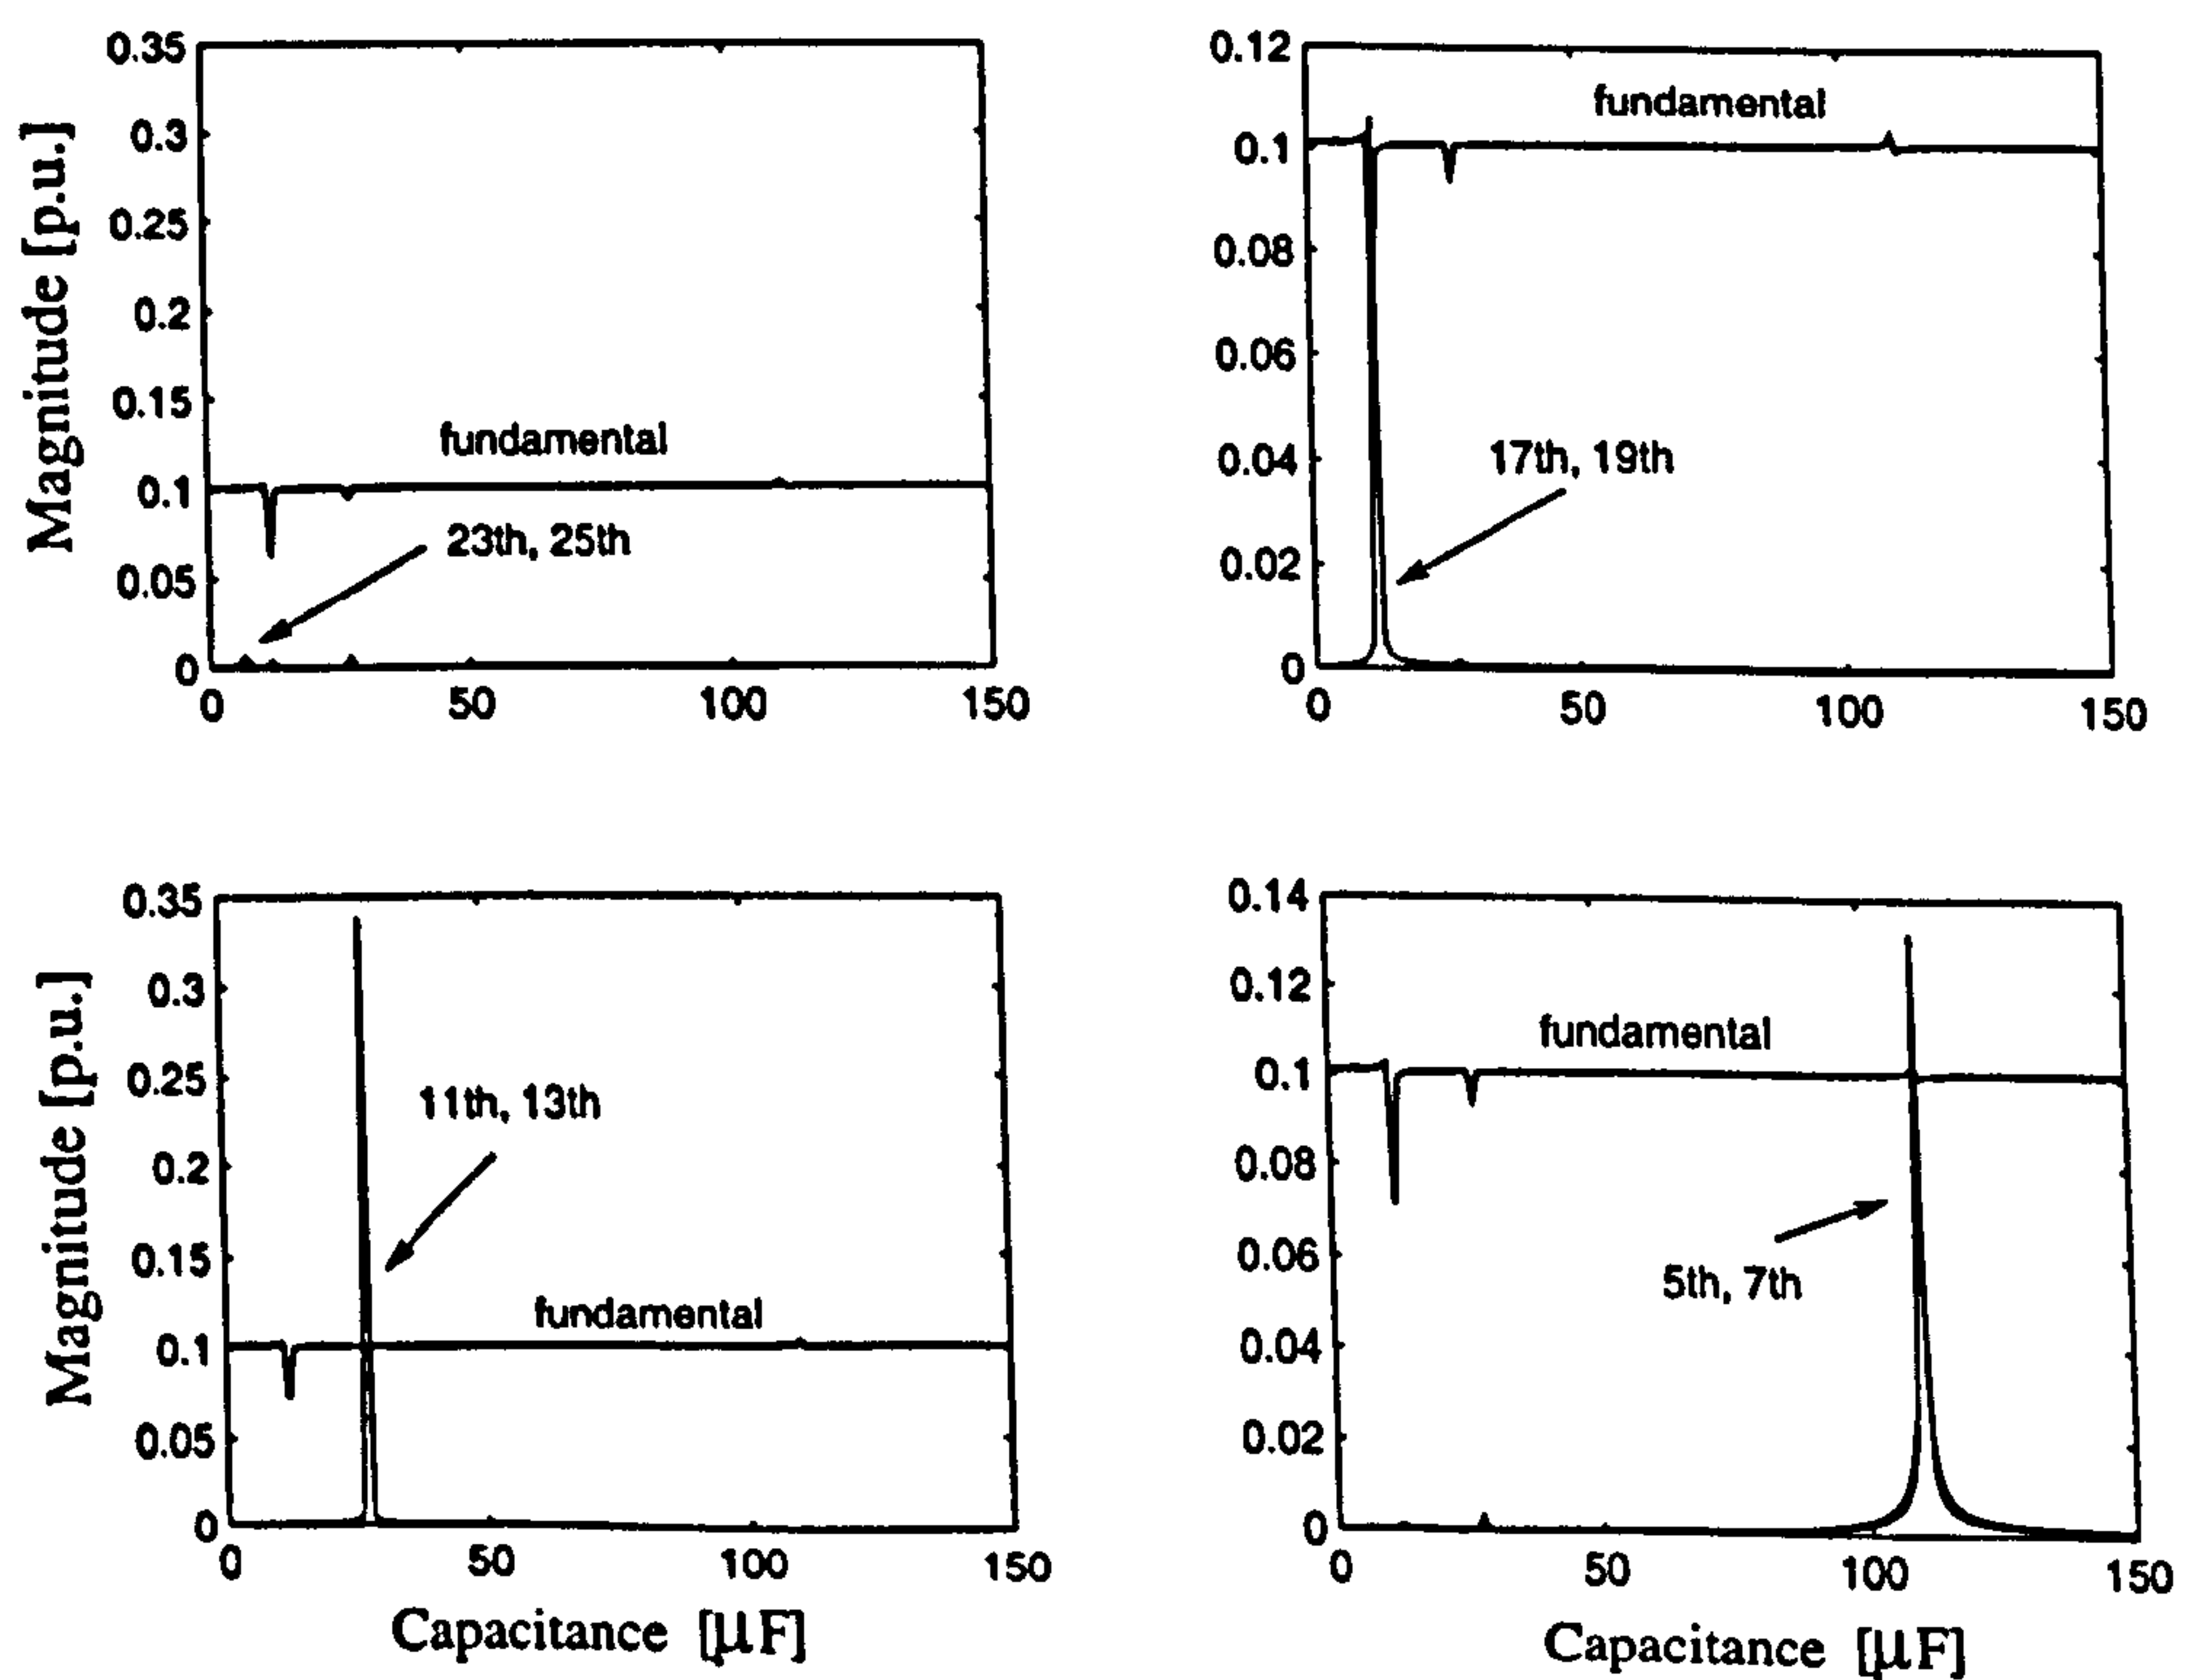 Magnitude [p.u.]
0.35
0.3
0.25
0.2
0.15
0.1
0.05
0
fundamental
23th, 25th
0 50 100 150
0.12
0.1
0.08
0.06
0.04
0.02
0
fundamental
17th, 19th
0 50 100 150
Magnitude [p.u.]
0.35
0.3
0.25
0.2
0.15
0.1
0.05
0
11th, 13th
fundamental
0 50 100 150
Capacitance [µF]
0.14
0.12
0.1
0.08
0.06
0.04
0.02
0
fundamental
5th, 7th
0 50 100 150
Capacitance [µF]